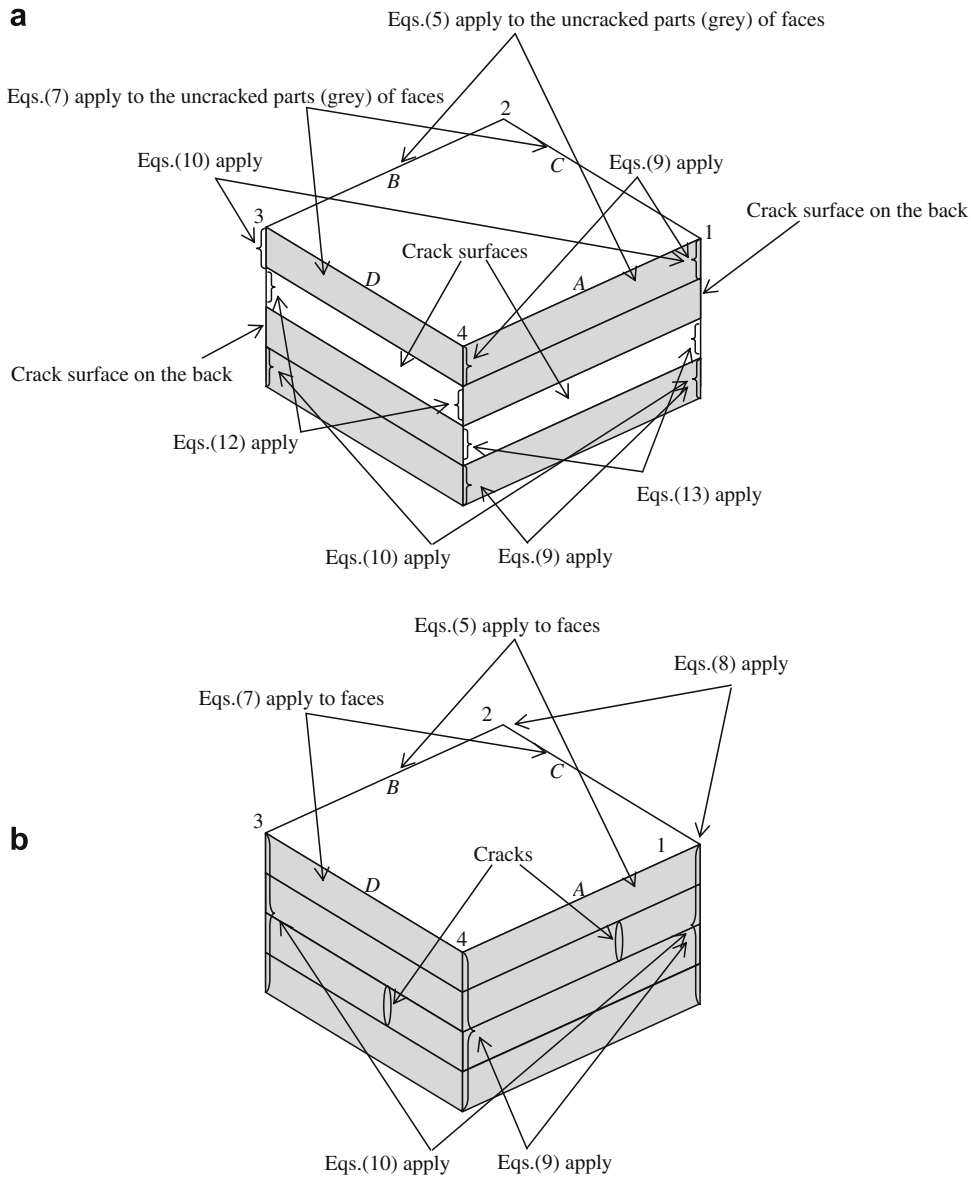 a
Eqs.(5) apply to the uncracked parts (grey) of faces
Eqs.(7) apply to the uncracked parts (grey) of faces
2
Eqs.(10) apply
C
Eqs.(9) apply
B
3
Crack surface on the back
1
Crack surfaces
D
A
4
Crack surface on the back
Eqs.(12) apply
Eqs.(13) apply
Eqs.(10) apply
Eqs.(9) apply
Eqs.(5) apply to faces
Eqs.(8) apply
Eqs.(7) apply to faces
2
C
B
b
3
1
Cracks
D
A
4
Eqs.(10) apply
Eqs.(9) apply